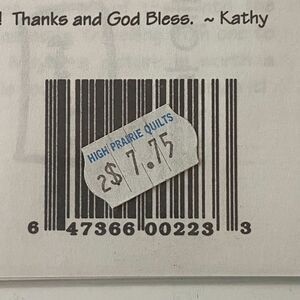 ! Thanks and God Bless. ~ Kathy
HIGH PRAIRIE QUILTS
2$ 7.75
6 47366 00223 3